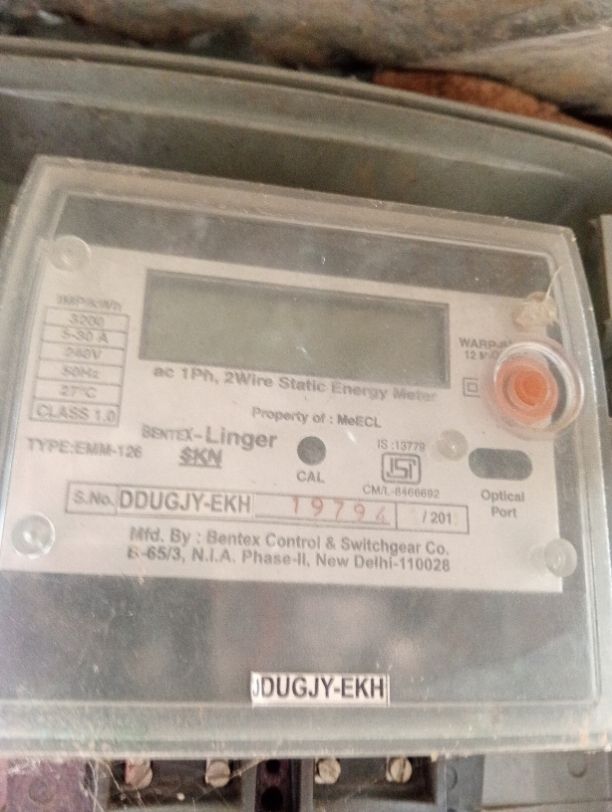 IMP/KWh
3200
5-30 A
240V
50Hz
27°C
CLASS 1.0
TYPE:EMM-126
ac 1Ph, 2Wire Static Energy Meter
Property of : MeECL
BENTEX-Linger
SKN
CAL
IS :13779
ISI
CM/L-8466692
Optical
Port
S.No. DDUGJY-EKH 19794 / 201
Mfd. By : Bentex Control & Switchgear Co.
E-65/3, N.I.A. Phase-II, New Delhi-110028
DUGJY-EKH